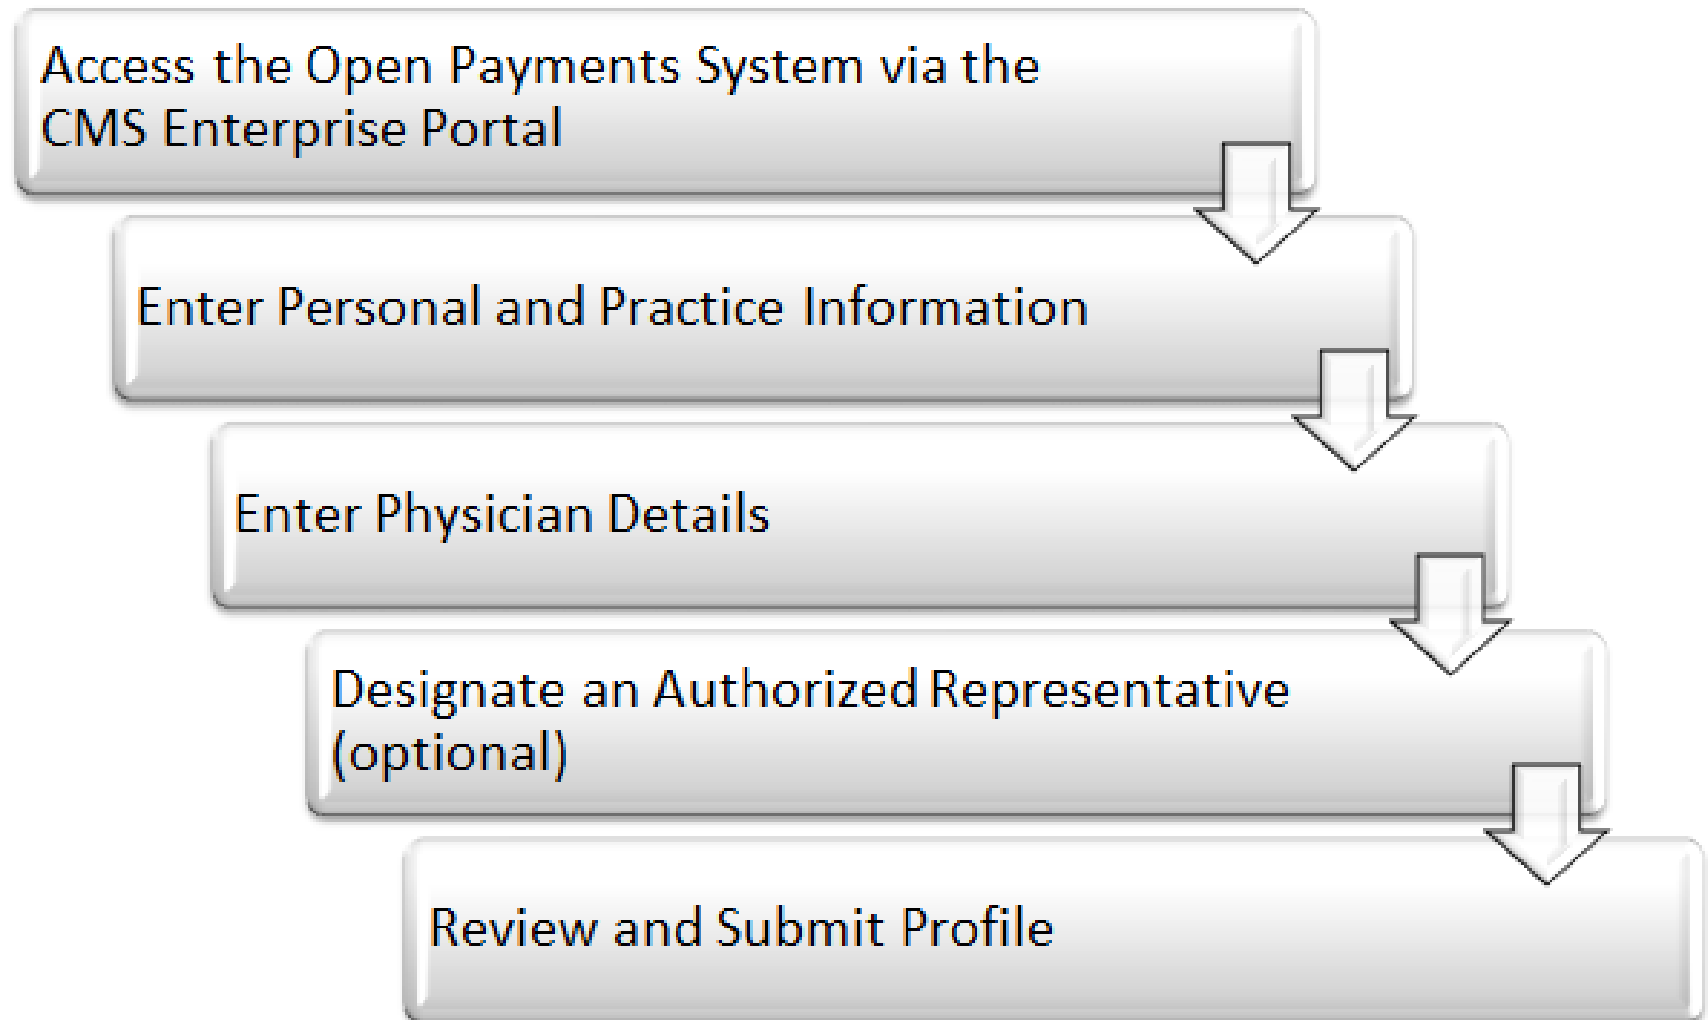 Access the Open Payments System via the
CMS Enterprise Portal
Enter Personal and Practice Information
Enter Physician Details
Designate an Authorized Representative
(optional)
Review and Submit Profile